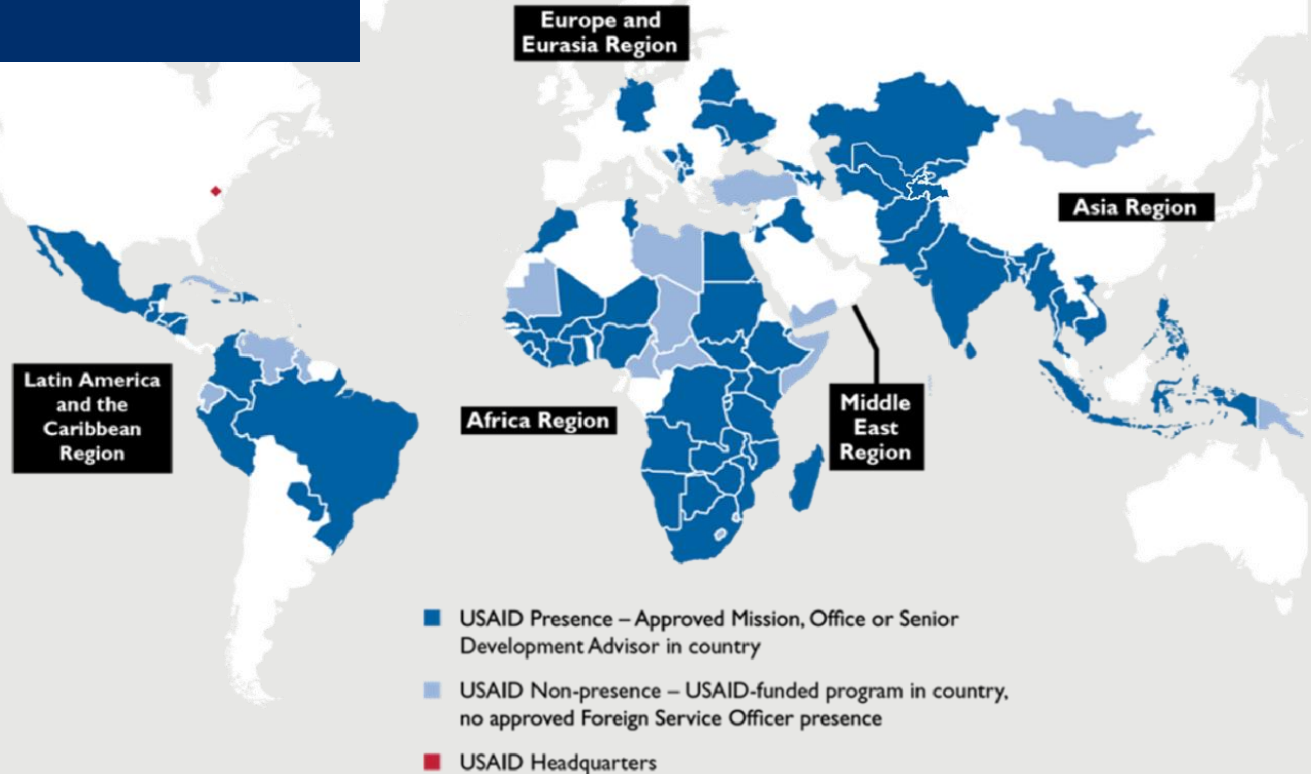 Europe and
Eurasia Region
Asia Region
Latin America
and the
Caribbean
Region
Africa Region
Middle
East
Region
USAID Presence – Approved Mission, Office or Senior
Development Advisor in country
USAID Non-presence – USAID-funded program in country,
no approved Foreign Service Officer presence
USAID Headquarters